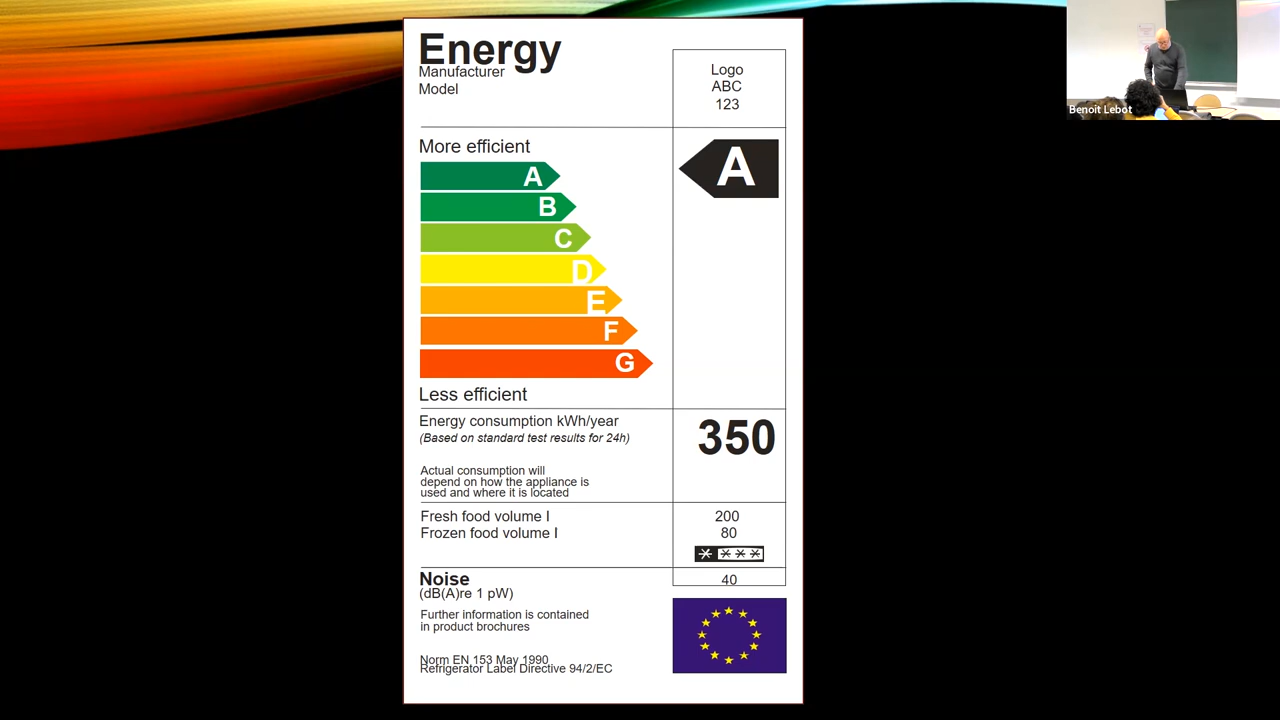 Energy
Manufacturer
Model
Logo
ABC
123
More efficient
A
A
B
C
D
E
F
G
Less efficient
Energy consumption kWh/year
(Based on standard test results for 24h)
350
Actual consumption will
depend on how the appliance is
used and where it is located
Fresh food volume l
200
Frozen food volume l
80
Noise
(dB(A)re 1 pW)
40
Further information is contained
in product brochures
Norm EN 153 May 1990
Refrigerator Label Directive 94/2/EC
Benoit Lebot